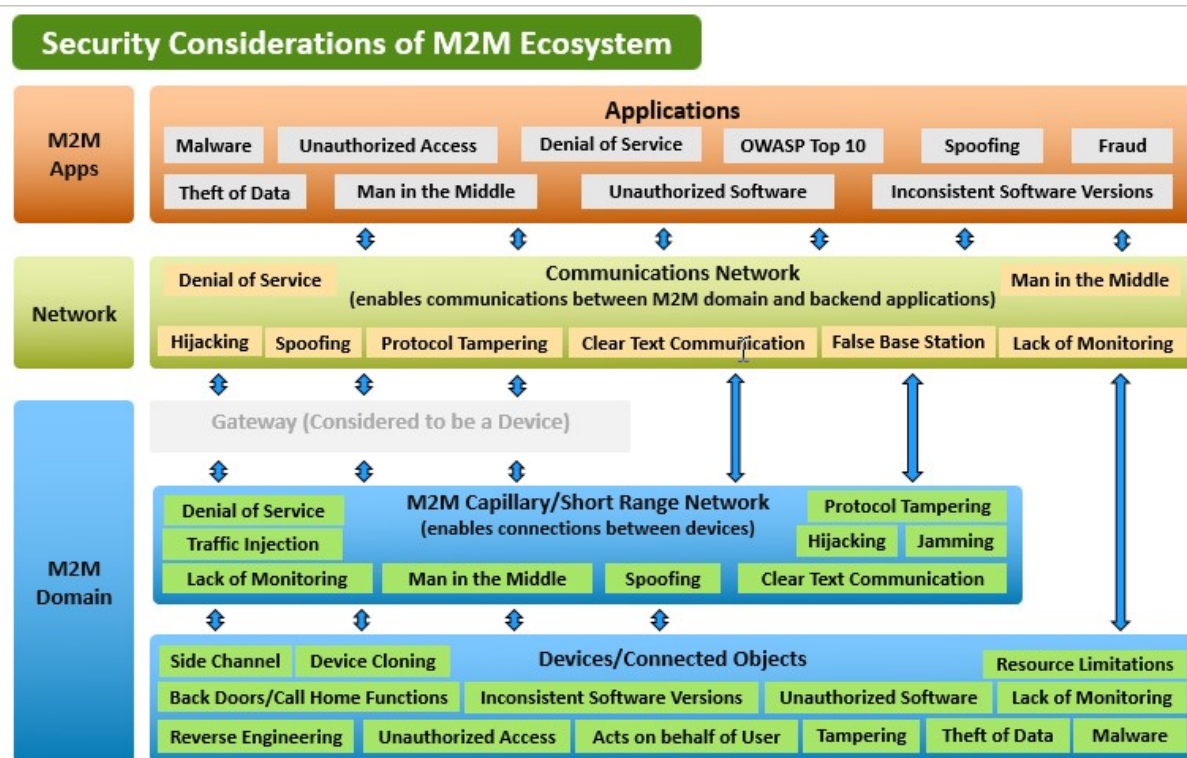 Security Considerations of M2M Ecosystem
M2M
Apps
Applications
Malware
Unauthorized Access
Denial of Service
OWASP Top 10
Spoofing
Fraud
Theft of Data
Man in the Middle
Unauthorized Software
Inconsistent Software Versions
Network
Denial of Service
Communications Network
(enables communications between M2M domain and backend applications)
Man in the Middle
Hijacking
Spoofing
Protocol Tampering
Clear Text Communication
False Base Station
Lack of Monitoring
M2M
Domain
Gateway (Considered to be a Device)
M2M Capillary/Short Range Network
(enables connections between devices)
Denial of Service
Protocol Tampering
Traffic Injection
Hijacking
Jamming
Lack of Monitoring
Man in the Middle
Spoofing
Clear Text Communication
Devices/Connected Objects
Side Channel
Device Cloning
Resource Limitations
Back Doors/Call Home Functions
Inconsistent Software Versions
Unauthorized Software
Lack of Monitoring
Reverse Engineering
Unauthorized Access
Acts on behalf of User
Tampering
Theft of Data
Malware